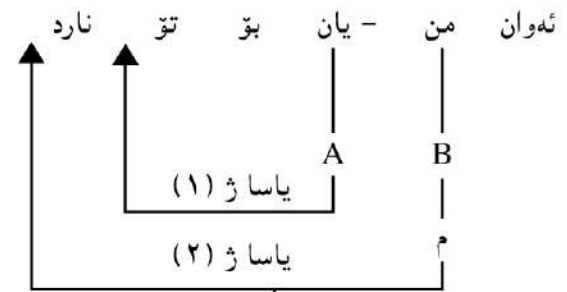 ئەوان من - یان بۆ تۆ نارد
A B
یاسا ژ (١)
م
یاسا ژ (٢)